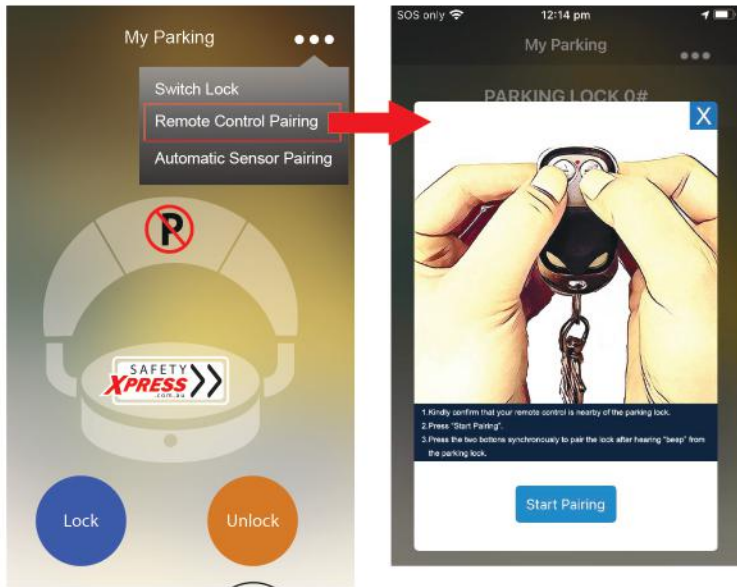 My Parking
Switch Lock
Remote Control Pairing
Automatic Sensor Pairing
P
SAFETY
XPRESS
.com.au
Lock
Unlock
SOS only
12:14 pm
My Parking
PARKING LOCK 0#
X
1.Kindly confirm that your remote control is nearby of the parking lock.
2.Press "Start Pairing".
3.Press the two bottons synchronously to pair the lock after hearing "beep" from
the parking lock.
Start Pairing